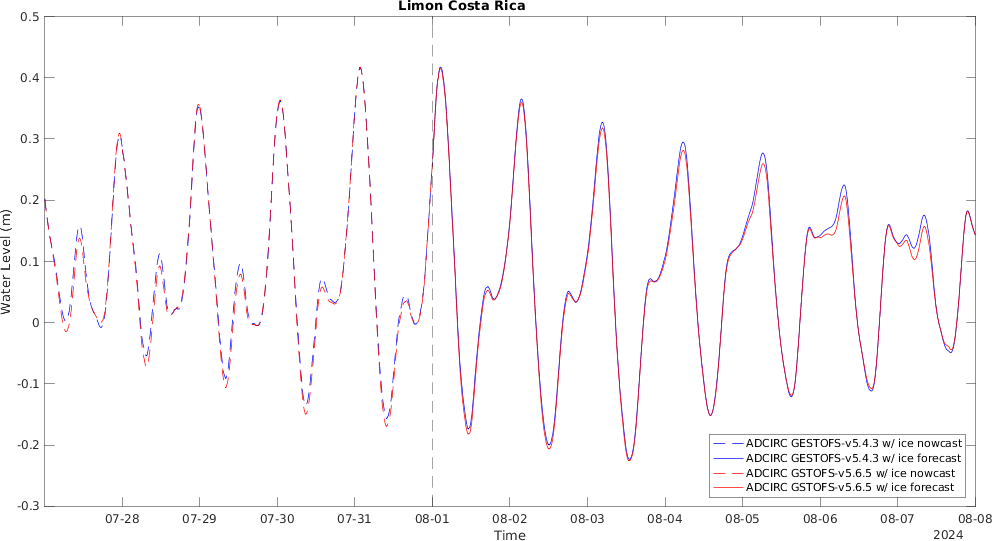 Limon Costa Rica
0.5
0.4
0.3
0.2
0.1
0
-0.1
-0.2
-0.3
Water Level (m)
ADCIRC GESTOFS-v5.4.3 w/ ice nowcast
ADCIRC GESTOFS-v5.4.3 w/ ice forecast
ADCIRC GSTOFS-v5.6.5 w/ ice nowcast
ADCIRC GSTOFS-v5.6.5 w/ ice forecast
07-28 07-29 07-30 07-31 08-01 08-02 08-03 08-04 08-05 08-06 08-07 08-08
Time
2024